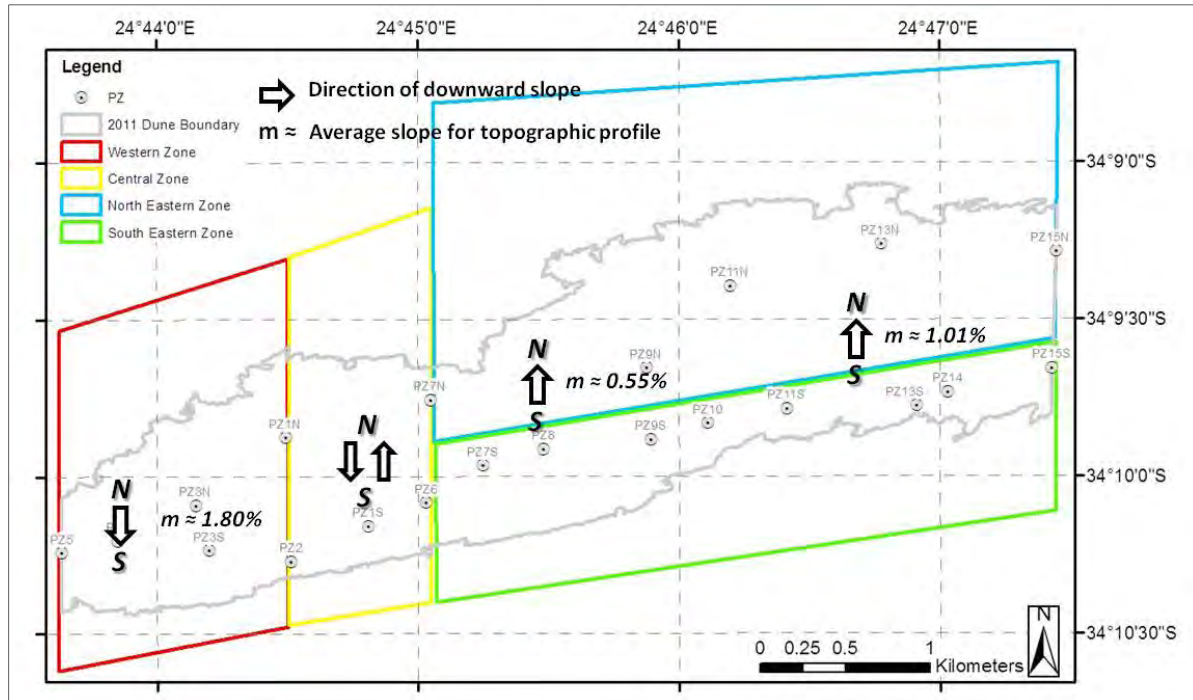 24°44'0"E 24°45'0"E 24°46'0"E 24°47'0"E
Legend
PZ
2011 Dune Boundary
Western Zone
Central Zone
North Eastern Zone
South Eastern Zone
Direction of downward slope
m ≈ Average slope for topographic profile
34°9'0"S
PZ13N
PZ15N
PZ11N
N
34°9'30"S
m ≈ 1.01%
S
N
PZ9N
PZ15S
m ≈ 0.55%
PZ7N
PZ14
PZ13S
PZ11S
S
PZ10
N
PZ1N
PZ8
PZ9S
PZ7S
34°10'0"S
N
PZ3N
PZ6
S
PZ1S
m ≈ 1.80%
PZ5
PZ3S
S
PZ2
N
34°10'30"S
0 0.25 0.5 1
Kilometers